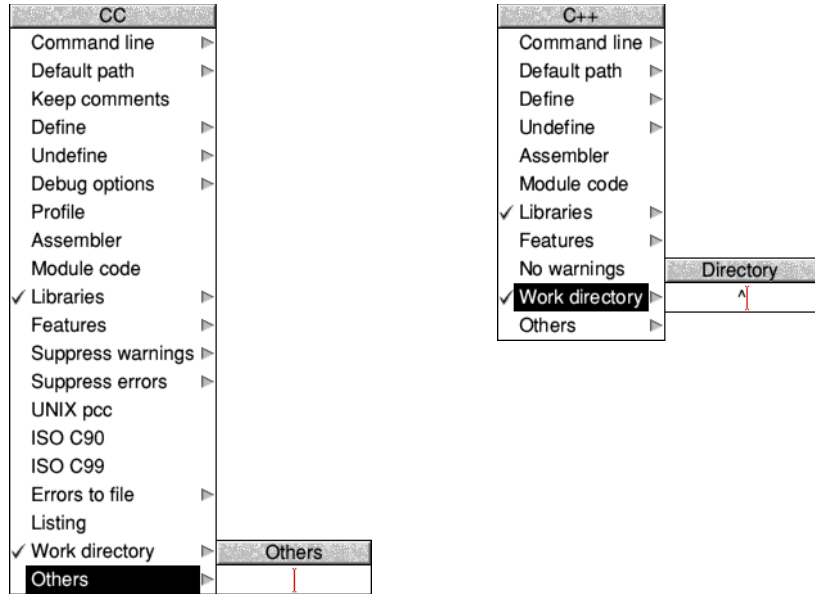 CC
Command line
Default path
Keep comments
Define
Undefine
Debug options
Profile
Assembler
Module code
✓ Libraries
Features
Suppress warnings
Suppress errors
UNIX pcc
ISO C90
ISO C99
Errors to file
Listing
✓ Work directory
Others
Others
C++
Command line
Default path
Define
Undefine
Assembler
Module code
✓ Libraries
Features
No warnings
✓ Work directory
Others
Directory
^